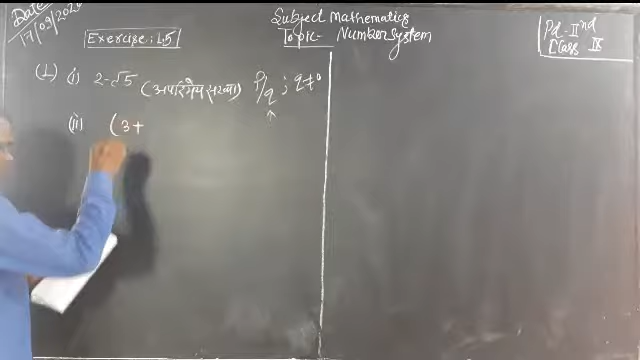 Date
17/09/2020
Subject Mathematics
Topic- Number System
Pd-IInd
Class IX
Exercise: 1.5
(1) i) 2-√5 (अपरिमेय संख्या) P/q ; q≠0
(ii) (3+